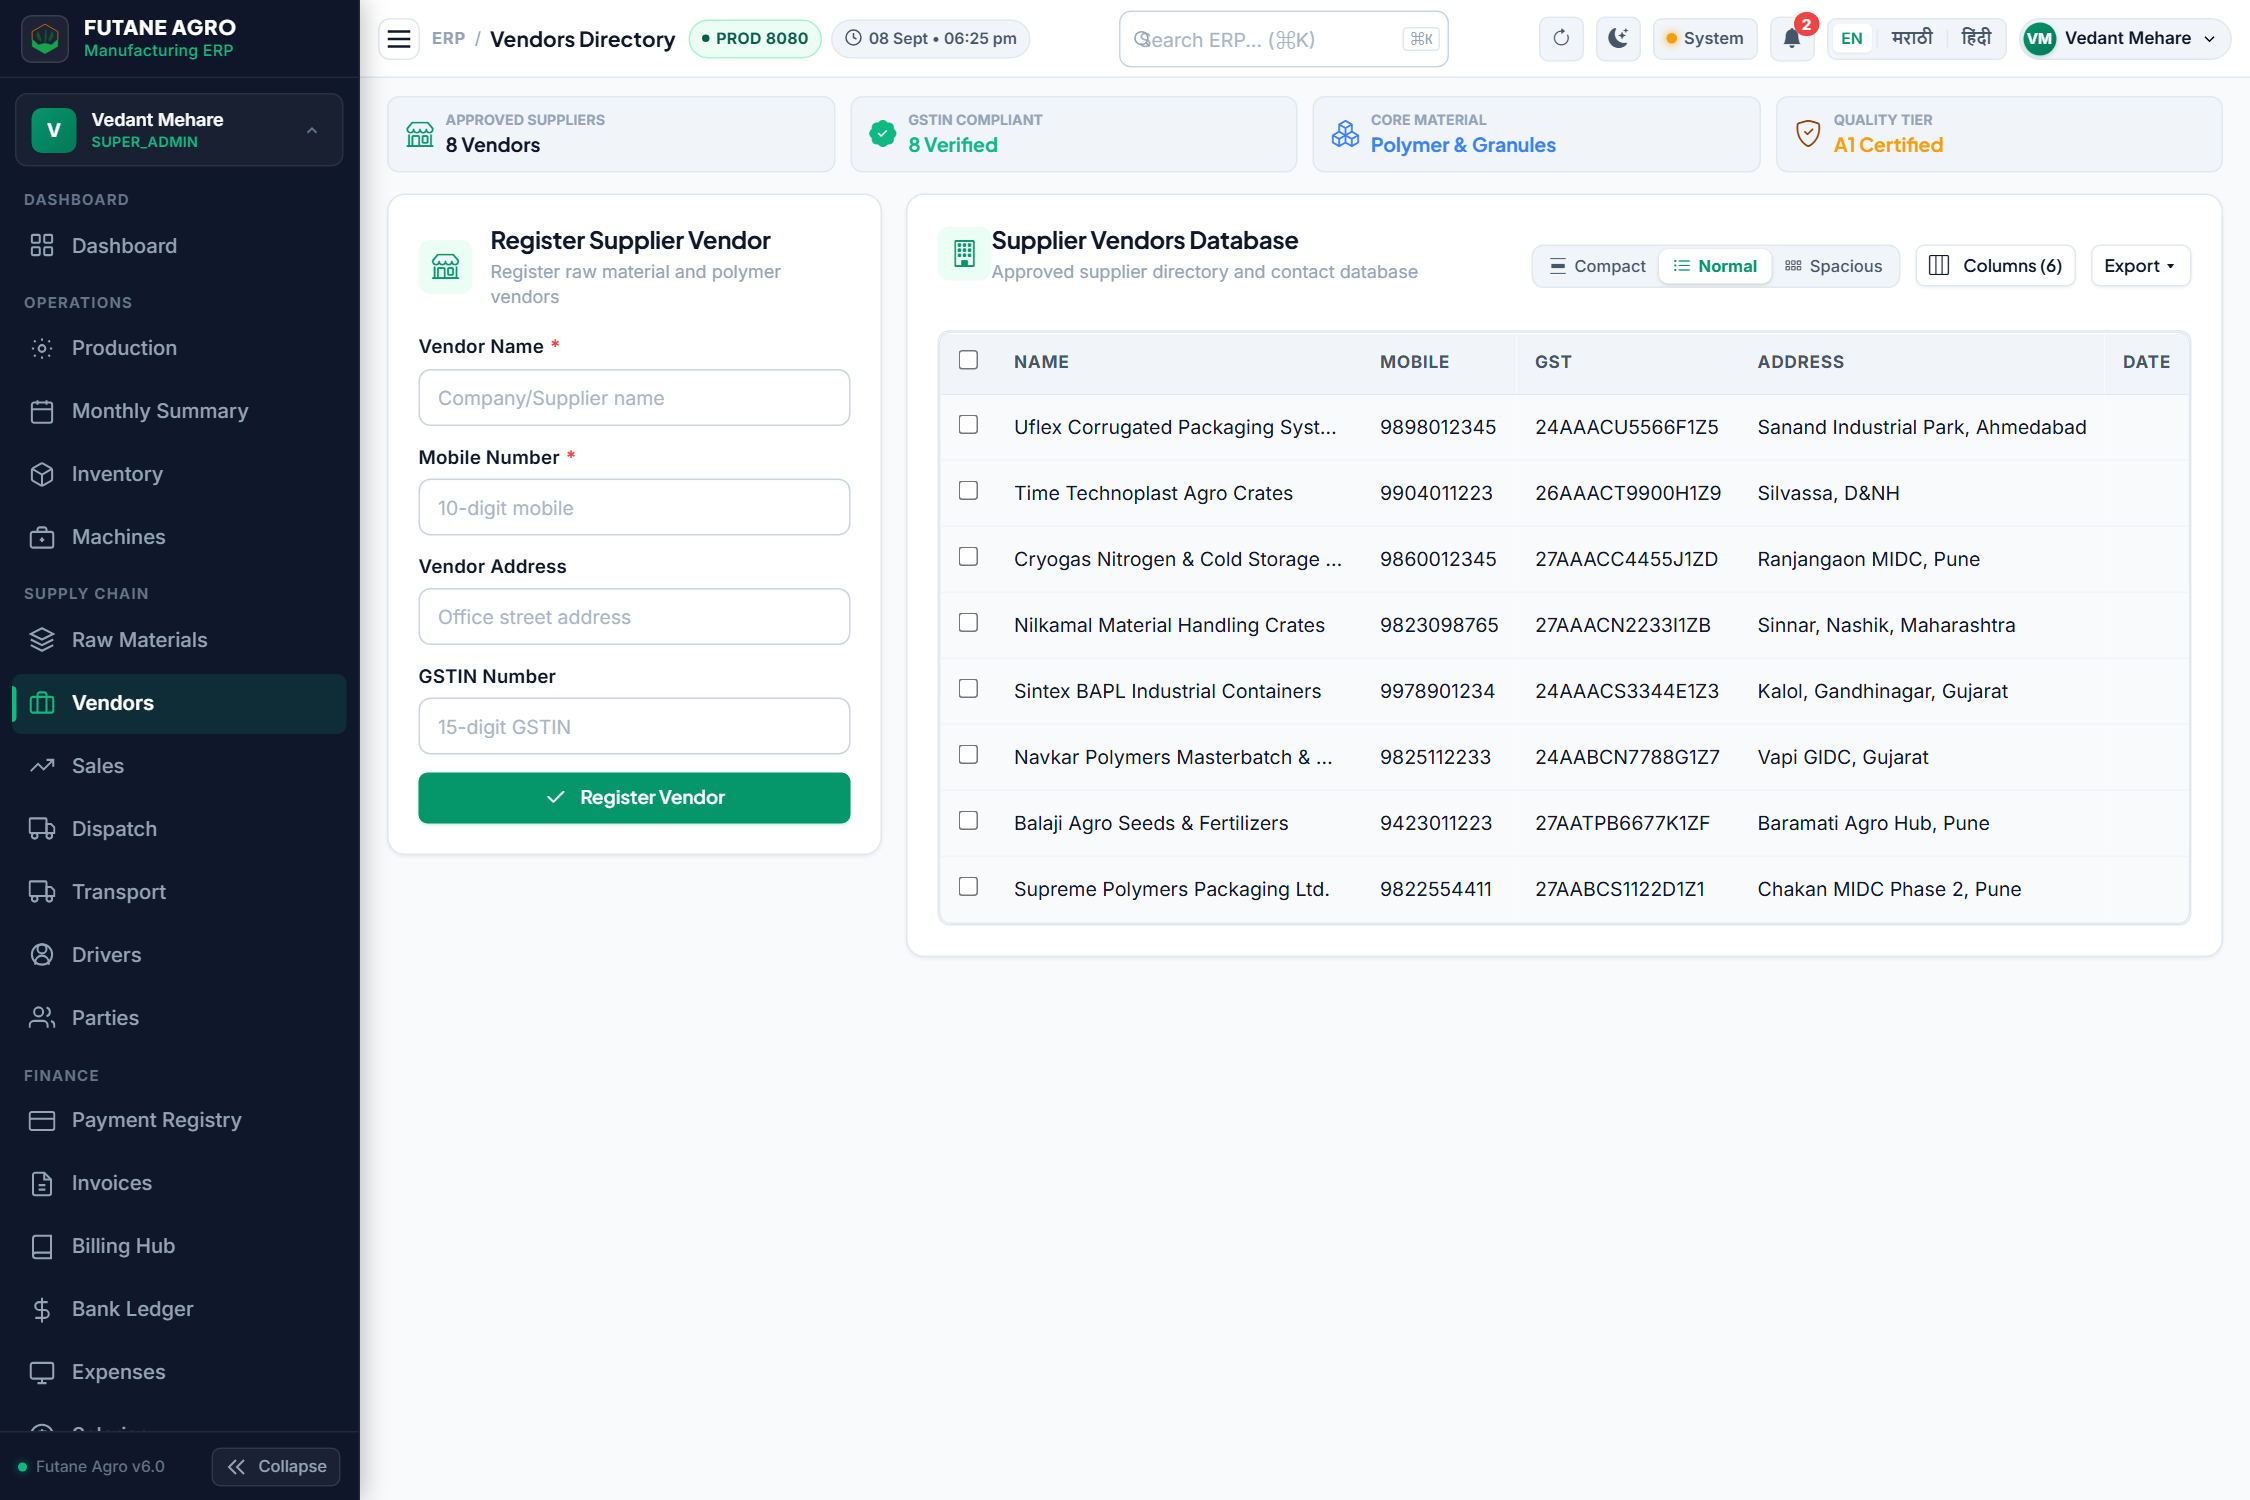 FUTANE AGRO
Manufacturing ERP
V
Vedant Mehare
SUPER_ADMIN
DASHBOARD
Dashboard
OPERATIONS
Production
Monthly Summary
Inventory
Machines
SUPPLY CHAIN
Raw Materials
Vendors
Sales
Dispatch
Transport
Drivers
Parties
FINANCE
Payment Registry
Invoices
Billing Hub
Bank Ledger
Expenses
Futane Agro v6.0
Collapse
ERP / Vendors Directory
PROD 8080
08 Sept • 06:25 pm
Search ERP... (⌘K)
⌘K
System
2
EN
मराठी
हिंदी
VM
Vedant Mehare
APPROVED SUPPLIERS
8 Vendors
GSTIN COMPLIANT
8 Verified
CORE MATERIAL
Polymer & Granules
QUALITY TIER
A1 Certified
Register Supplier Vendor
Register raw material and polymer
vendors
Vendor Name *
Company/Supplier name
Mobile Number *
10-digit mobile
Vendor Address
Office street address
GSTIN Number
15-digit GSTIN
Register Vendor
Supplier Vendors Database
Approved supplier directory and contact database
Compact
Normal
Spacious
Columns (6)
Export
NAME MOBILE GST ADDRESS DATE
Uflex Corrugated Packaging Syst... 9898012345 24AAACU5566F1Z5 Sanand Industrial Park, Ahmedabad
Time Technoplast Agro Crates 9904011223 26AAACT9900H1Z9 Silvassa, D&NH
Cryogas Nitrogen & Cold Storage ... 9860012345 27AAACC4455J1ZD Ranjangaon MIDC, Pune
Nilkamal Material Handling Crates 9823098765 27AAACN2233I1ZB Sinnar, Nashik, Maharashtra
Sintex BAPL Industrial Containers 9978901234 24AAACS3344E1Z3 Kalol, Gandhinagar, Gujarat
Navkar Polymers Masterbatch & ... 9825112233 24AABCN7788G1Z7 Vapi GIDC, Gujarat
Balaji Agro Seeds & Fertilizers 9423011223 27AATPB6677K1ZF Baramati Agro Hub, Pune
Supreme Polymers Packaging Ltd. 9822554411 27AABCS1122D1Z1 Chakan MIDC Phase 2, Pune